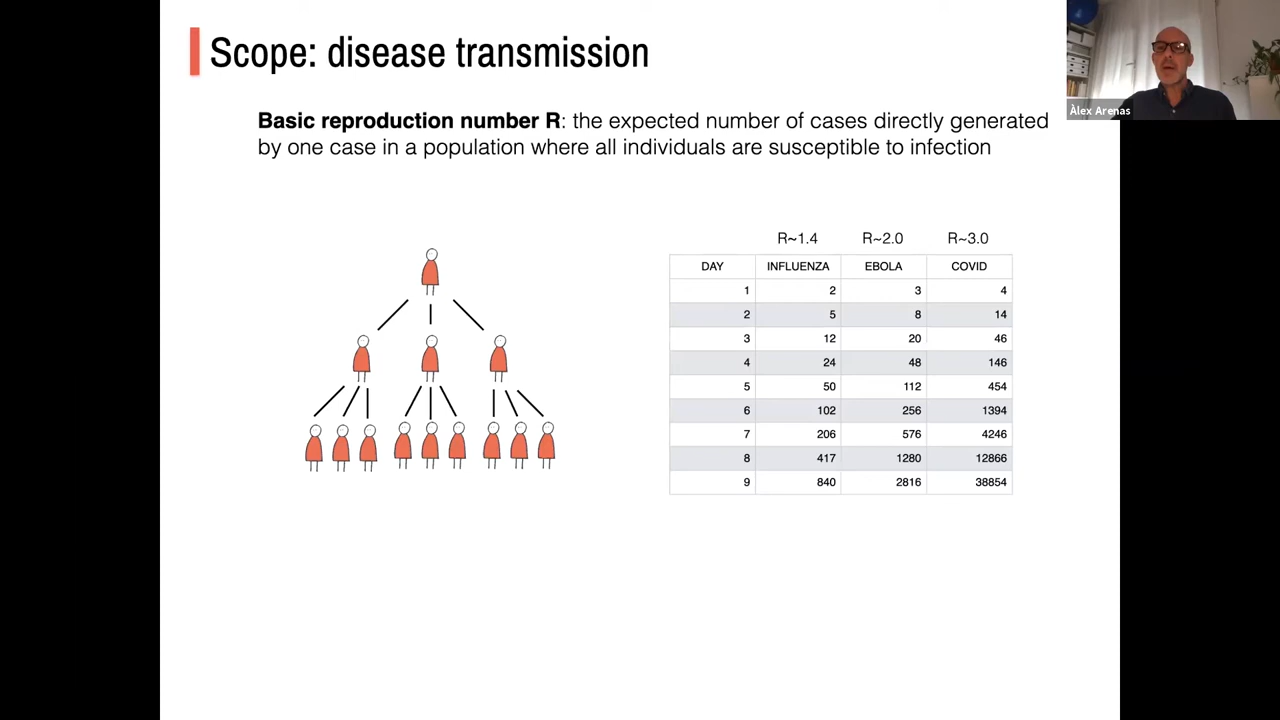 Scope: disease transmission
Àlex Arenas
Basic reproduction number R: the expected number of cases directly generated
by one case in a population where all individuals are susceptible to infection
R~1.4 R~2.0 R~3.0
DAY INFLUENZA EBOLA COVID
1 2 3 4
2 5 8 14
3 12 20 46
4 24 48 146
5 50 112 454
6 102 256 1394
7 206 576 4246
8 417 1280 12866
9 840 2816 38854